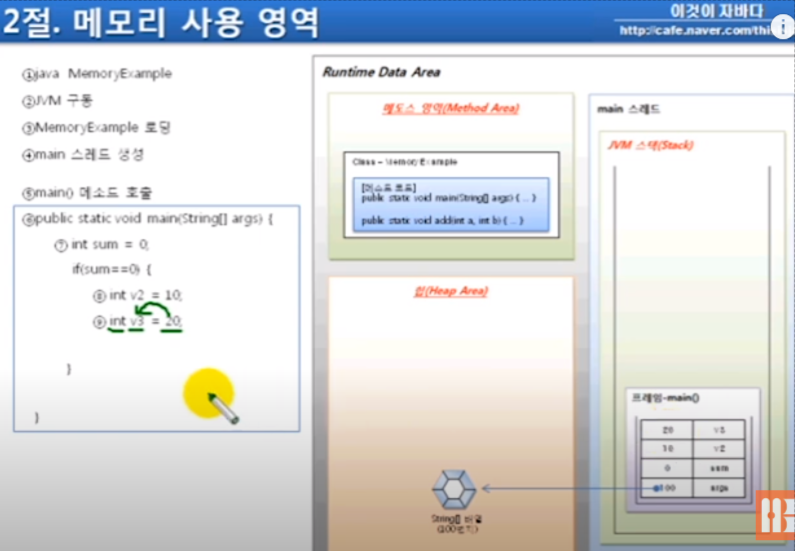 2절. 메모리 사용 영역
이것이 자바다
http://cafe.naver.com/thi
①java MemoryExample
②JVM 구동
③MemoryExample 로딩
④main 스레드 생성
⑤main() 메소드 호출
⑥public static void main(String[] args) {
⑦ int sum = 0;
if(sum==0) {
⑧ int v2 = 10;
⑨ int v3 = 20;
}
}
Runtime Data Area
메소드 영역(Method Area)
Class - MemoryExample
[메소드 코드]
public static void main(String[] args) { ... }
public static void add(int a, int b) { ... }
힙(Heap Area)
String[] 배열
(100번지)
main 스레드
JVM 스택(Stack)
프레임-main()
20 v3
10 v2
0 sum
100 args